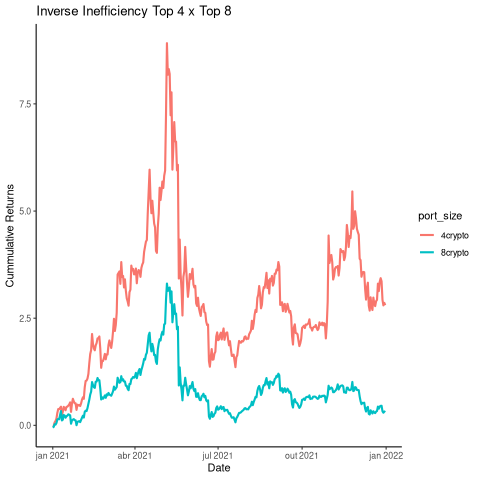 Inverse Inefficiency Top 4 x Top 8
Cummulative Returns
7.5
5.0
2.5
0.0
jan 2021
abr 2021
jul 2021
out 2021
jan 2022
Date
port_size
4crypto
8crypto